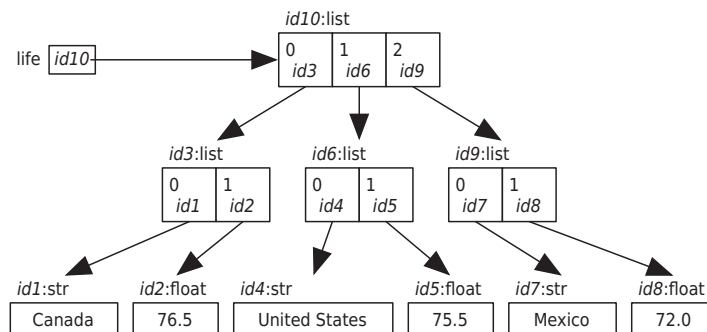 id10:list
0 1 2
life id10 id3 id6 id9
id3:list id6:list id9:list
0 1 0 1 0 1
id1 id2 id4 id5 id7 id8
id1:str id2:float id4:str id5:float id7:str id8:float
Canada 76.5 United States 75.5 Mexico 72.0